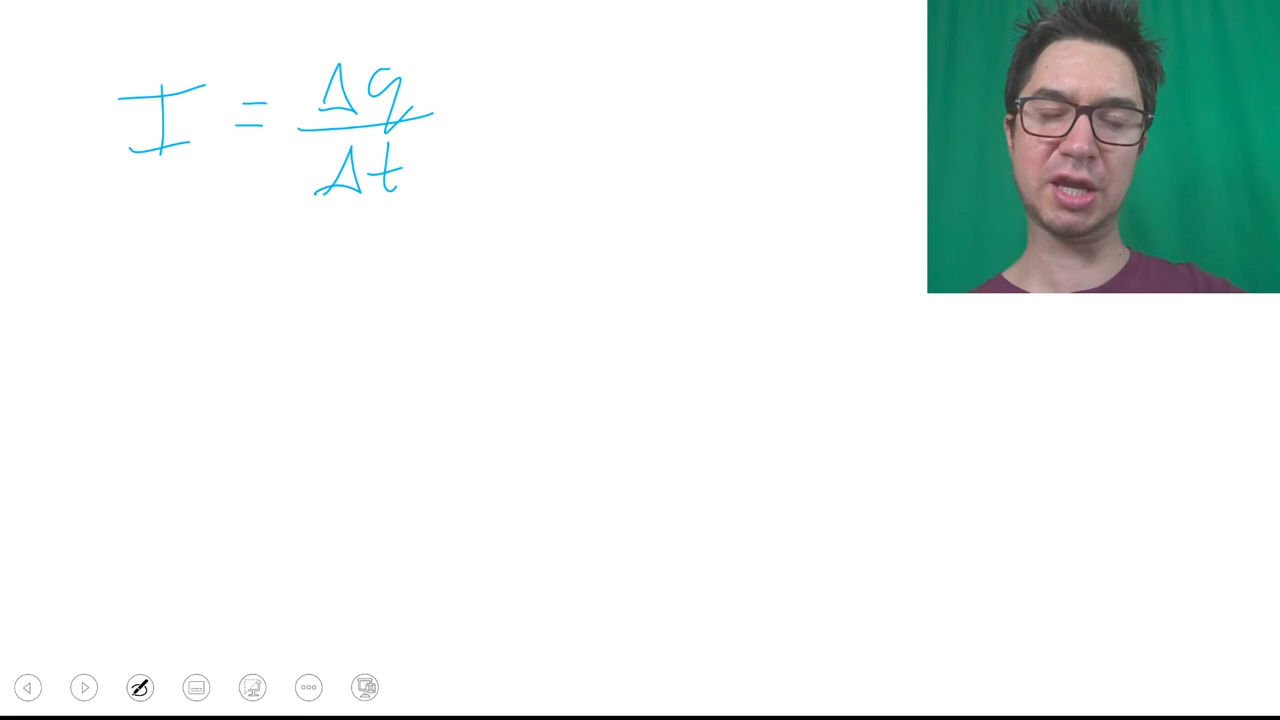 I = Δq / Δt